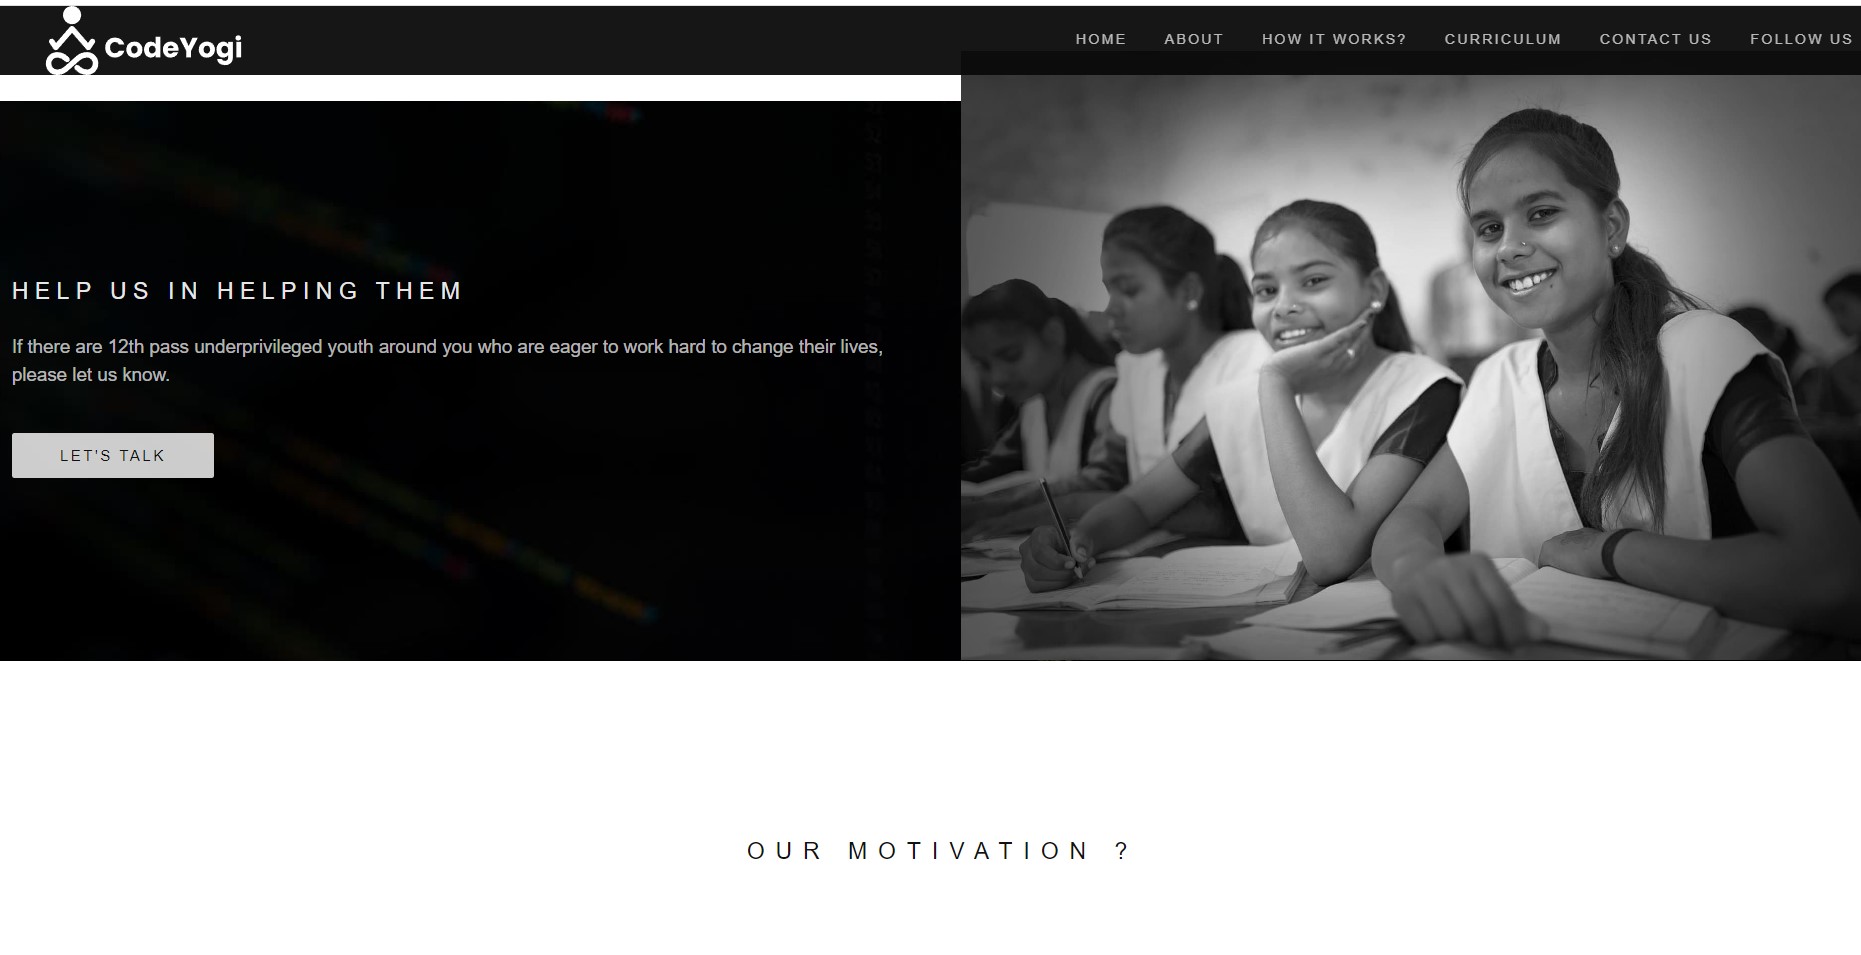 CodeYogi
HOME ABOUT HOW IT WORKS? CURRICULUM CONTACT US FOLLOW US
HELP US IN HELPING THEM
If there are 12th pass underprivileged youth around you who are eager to work hard to change their lives,
please let us know.
LET'S TALK
OUR MOTIVATION ?